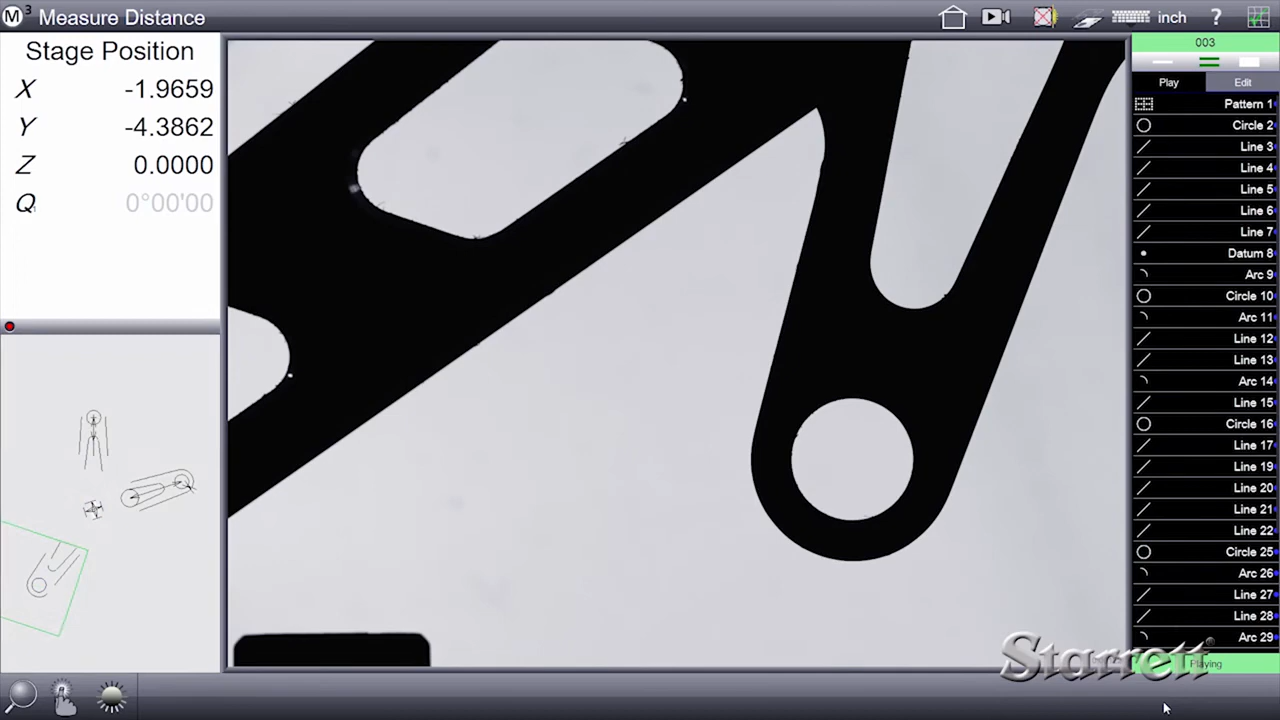 M3 Measure Distance
inch ?
Stage Position
X -1.9659
Y -4.3862
Z 0.0000
Q 0°00'00
003
Play Edit
Pattern 1
Circle 2
Line 3
Line 4
Line 5
Line 6
Line 7
Datum 8
Arc 9
Circle 10
Arc 11
Line 12
Line 13
Arc 14
Line 15
Circle 16
Line 17
Line 19
Line 20
Line 21
Line 22
Circle 25
Arc 26
Line 27
Line 28
Arc 29
Starrett®
Playing